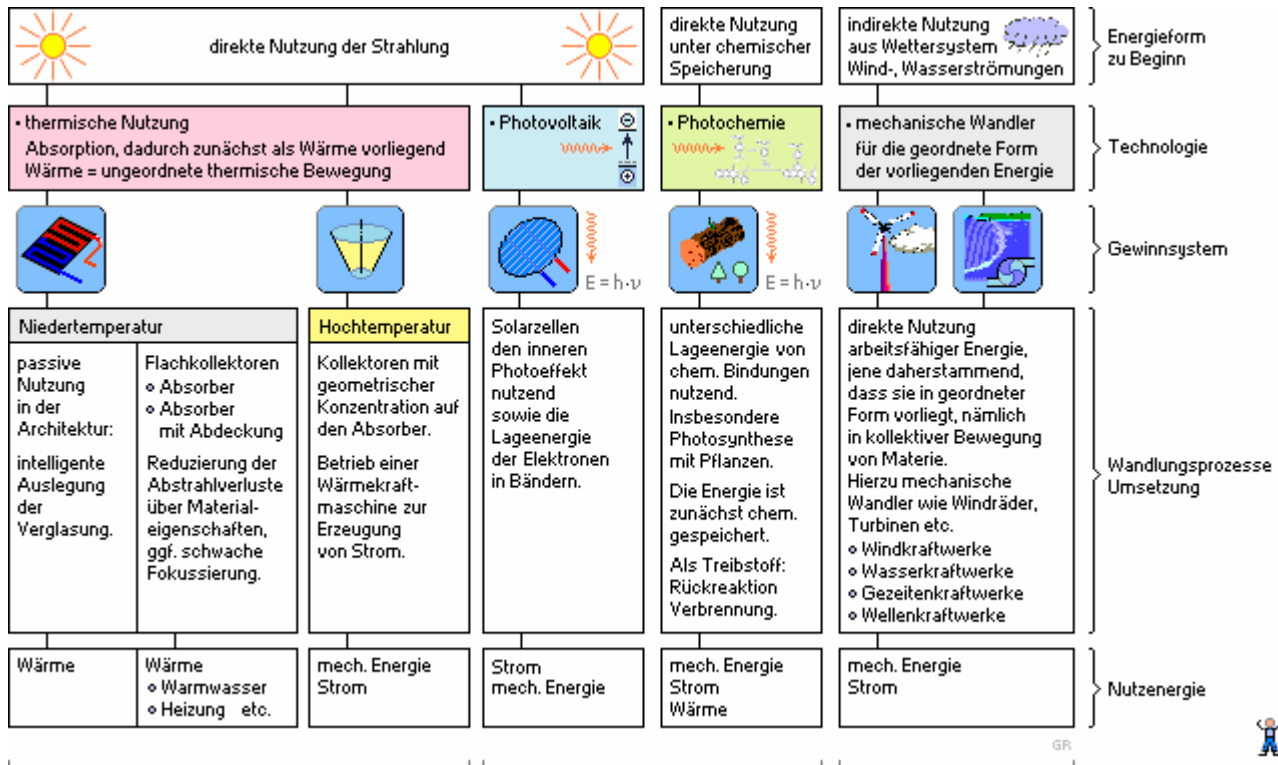 direkte Nutzung der Strahlung
direkte Nutzung
unter chemischer
Speicherung
indirekte Nutzung
aus Wettersystem
Wind-, Wasserströmungen
Energieform
zu Beginn
• thermische Nutzung
Absorption, dadurch zunächst als Wärme vorliegend
Wärme = ungeordnete thermische Bewegung
• Photovoltaik
• Photochemie
• mechanische Wandler
für die geordnete Form
der vorliegenden Energie
Technologie
E = h·ν
E = h·ν
Gewinnsystem
Niedertemperatur
passive
Nutzung
in der
Architektur:
intelligente
Auslegung
der
Verglasung.
Flachkollektoren
° Absorber
° Absorber
mit Abdeckung
Reduzierung der
Abstrahlverluste
über Material-
eigenschaften,
ggf. schwache
Fokussierung.
Hochtemperatur
Kollektoren mit
geometrischer
Konzentration auf
den Absorber.
Betrieb einer
Wärmekraft-
maschine zur
Erzeugung
von Strom.
Solarzellen
den inneren
Photoeffekt
nutzend
sowie die
Lageenergie
der Elektronen
in Bändern.
unterschiedliche
Lageenergie von
chem. Bindungen
nutzend.
Insbesondere
Photosynthese
mit Pflanzen.
Die Energie ist
zunächst chem.
gespeichert.
Als Treibstoff:
Rückreaktion
Verbrennung.
direkte Nutzung
arbeitsfähiger Energie,
jene daherstammend,
dass sie in geordneter
Form vorliegt, nämlich
in kollektiver Bewegung
von Materie.
Hierzu mechanische
Wandler wie Windräder,
Turbinen etc.
° Windkraftwerke
° Wasserkraftwerke
° Gezeitenkraftwerke
° Wellenkraftwerke
Wandlungsprozesse
Umsetzung
Wärme
Wärme
° Warmwasser
° Heizung etc.
mech. Energie
Strom
Strom
mech. Energie
mech. Energie
Strom
Wärme
mech. Energie
Strom
Nutzenergie
GR